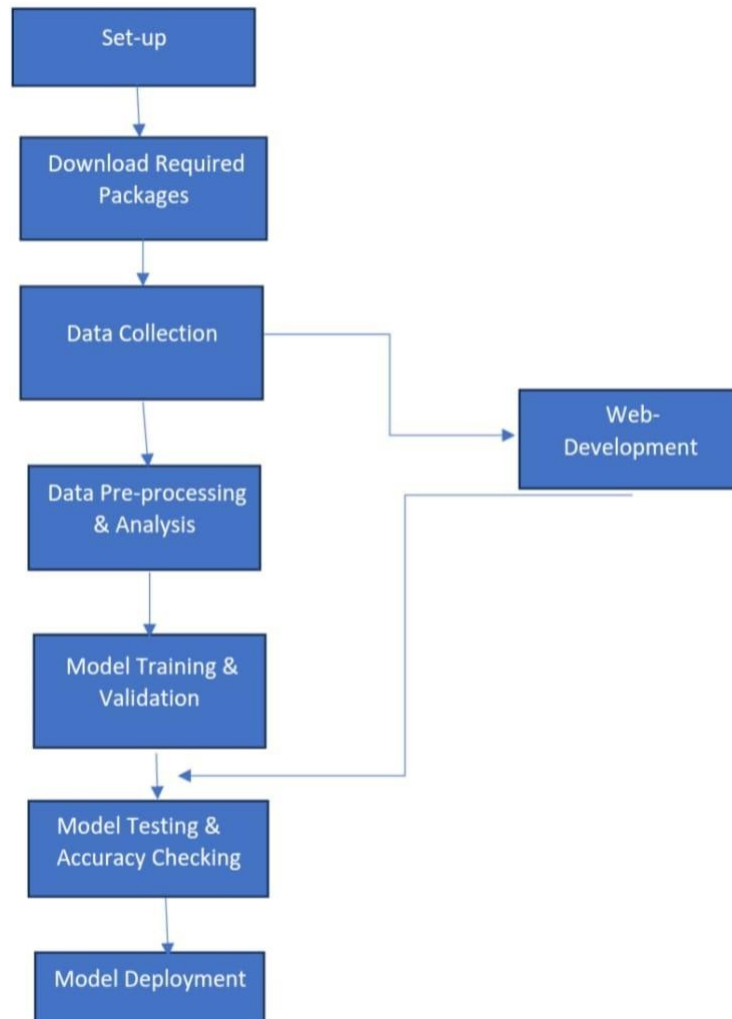 Set-up
Download Required
Packages
Data Collection
Web-
Development
Data Pre-processing
& Analysis
Model Training &
Validation
Model Testing &
Accuracy Checking
Model Deployment